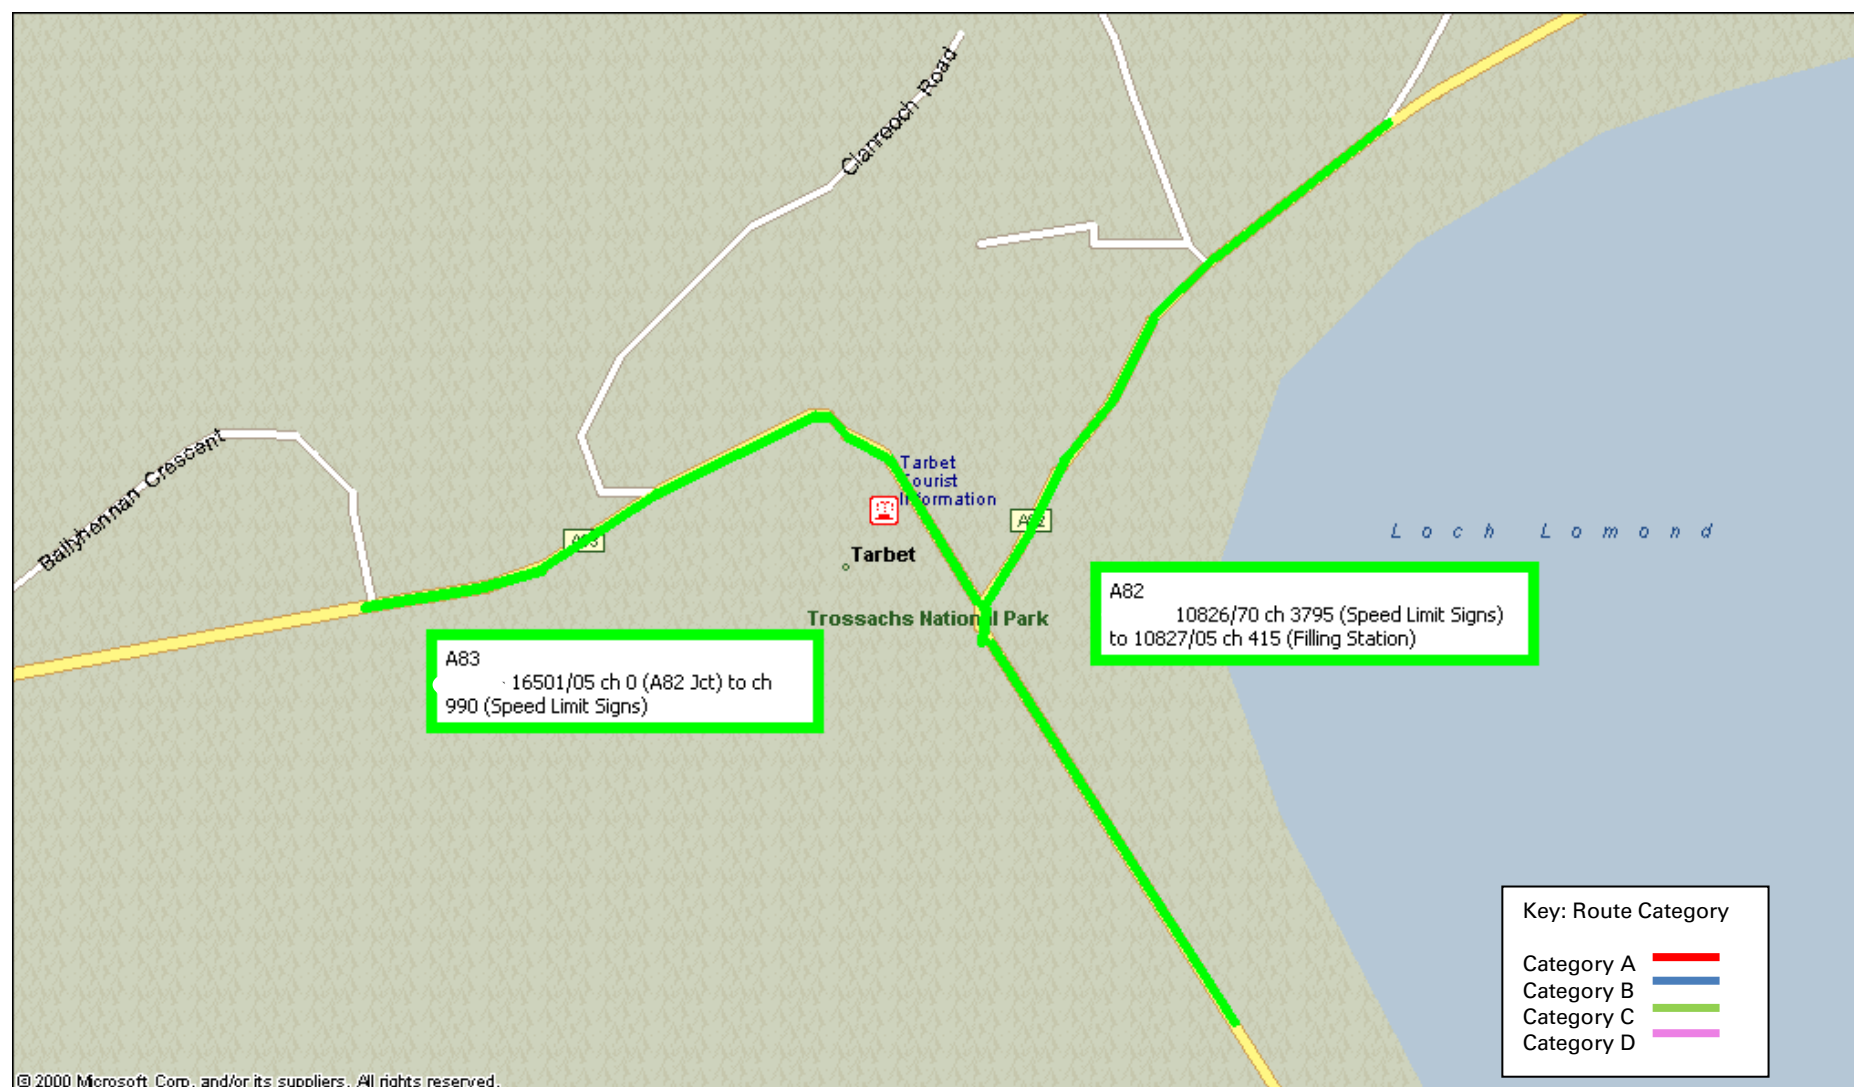 Clanreoch Road
Ballyhennan Crescent
Tarbet
Tourist
Information
Tarbet
Trossachs National Park
Loch Lomond
A82
10826/70 ch 3795 (Speed Limit Signs)
to 10827/05 ch 415 (Filling Station)
A83
16501/05 ch 0 (A82 Jct) to ch
990 (Speed Limit Signs)
Key: Route Category
Category A
Category B
Category C
Category D
© 2000 Microsoft Corp. and/or its suppliers. All rights reserved.